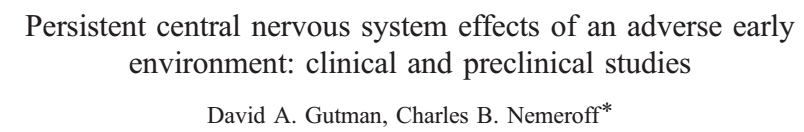 Persistent central nervous system effects of an adverse early
environment: clinical and preclinical studies
David A. Gutman, Charles B. Nemeroff*